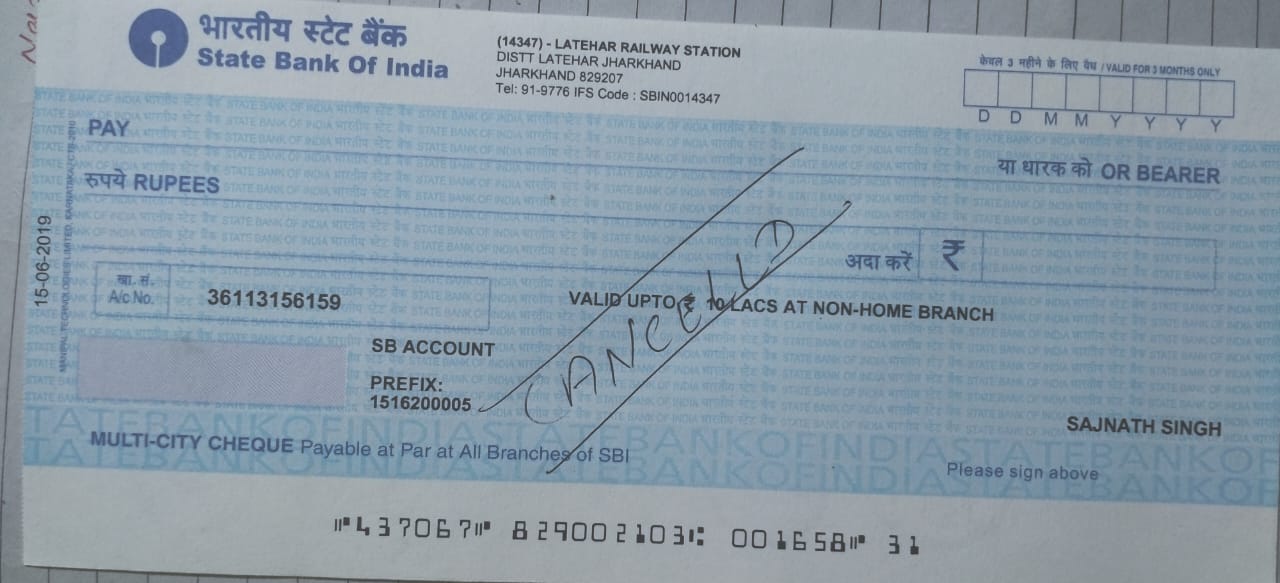 भारतीय स्टेट बैंक
State Bank Of India
(14347) - LATEHAR RAILWAY STATION
DISTT LATEHAR JHARKHAND
JHARKHAND 829207
Tel: 91-9776 IFS Code : SBIN0014347
केवल 3 महीने के लिए वैध / VALID FOR 3 MONTHS ONLY
D D M M Y Y Y Y
PAY
या धारक को OR BEARER
रुपये RUPEES
अदा करें ₹
15-06-2019
खा. सं.
A/c No. 36113156159
VALID UPTO ₹ 10 LACS AT NON-HOME BRANCH
CANCELLD
SB ACCOUNT
PREFIX:
1516200005
SAJNATH SINGH
MULTI-CITY CHEQUE Payable at Par at All Branches of SBI
Please sign above
⑈437067⑈ 829002103⑆ 001658⑈ 31